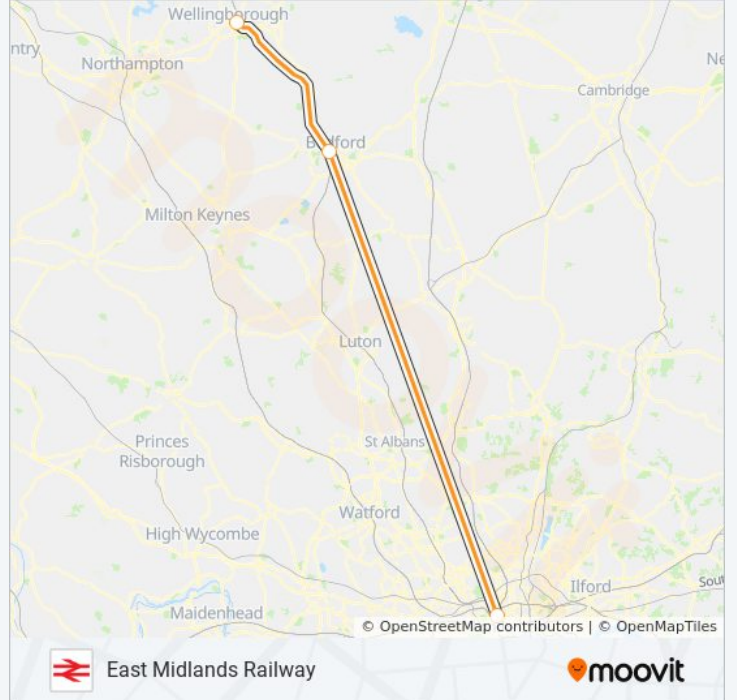 Wellingborough
ntry
Northampton
Ne
Cambridge
Bedford
Milton Keynes
Luton
St Albans
Princes
Risborough
Watford
High Wycombe
Ilford
Sout
Maidenhead
© OpenStreetMap contributors | © OpenMapTiles
East Midlands Railway
moovit